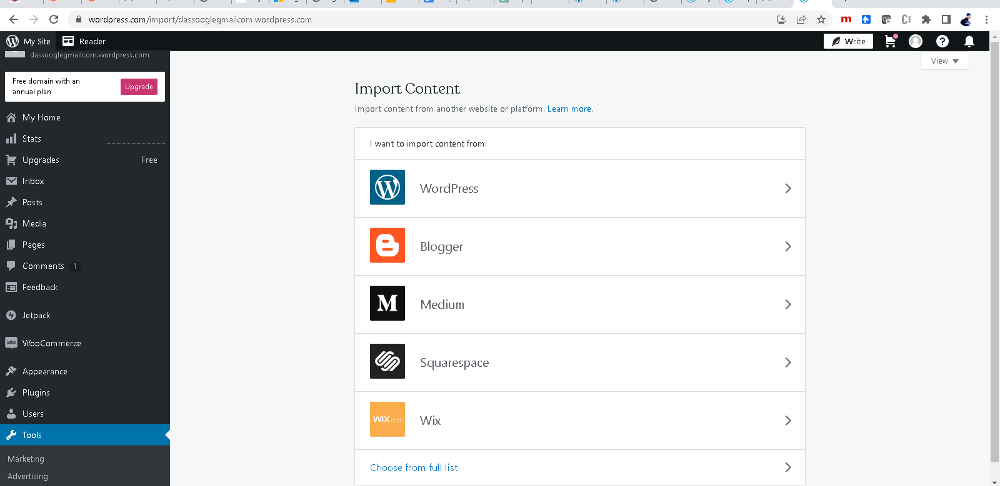 wordpress.com/import/dassooglegmailcom.wordpress.com
My Site
Reader
Write
dassooglegmailcom.wordpress.com
View
Free domain with an
annual plan
Upgrade
My Home
Stats
Upgrades
Free
Inbox
Posts
Media
Pages
Comments
1
Feedback
Jetpack
WooCommerce
Appearance
Plugins
Users
Tools
Marketing
Advertising
Import Content
Import content from another website or platform. Learn more.
I want to import content from:
WordPress
Blogger
Medium
Squarespace
WiX.com
Wix
Choose from full list